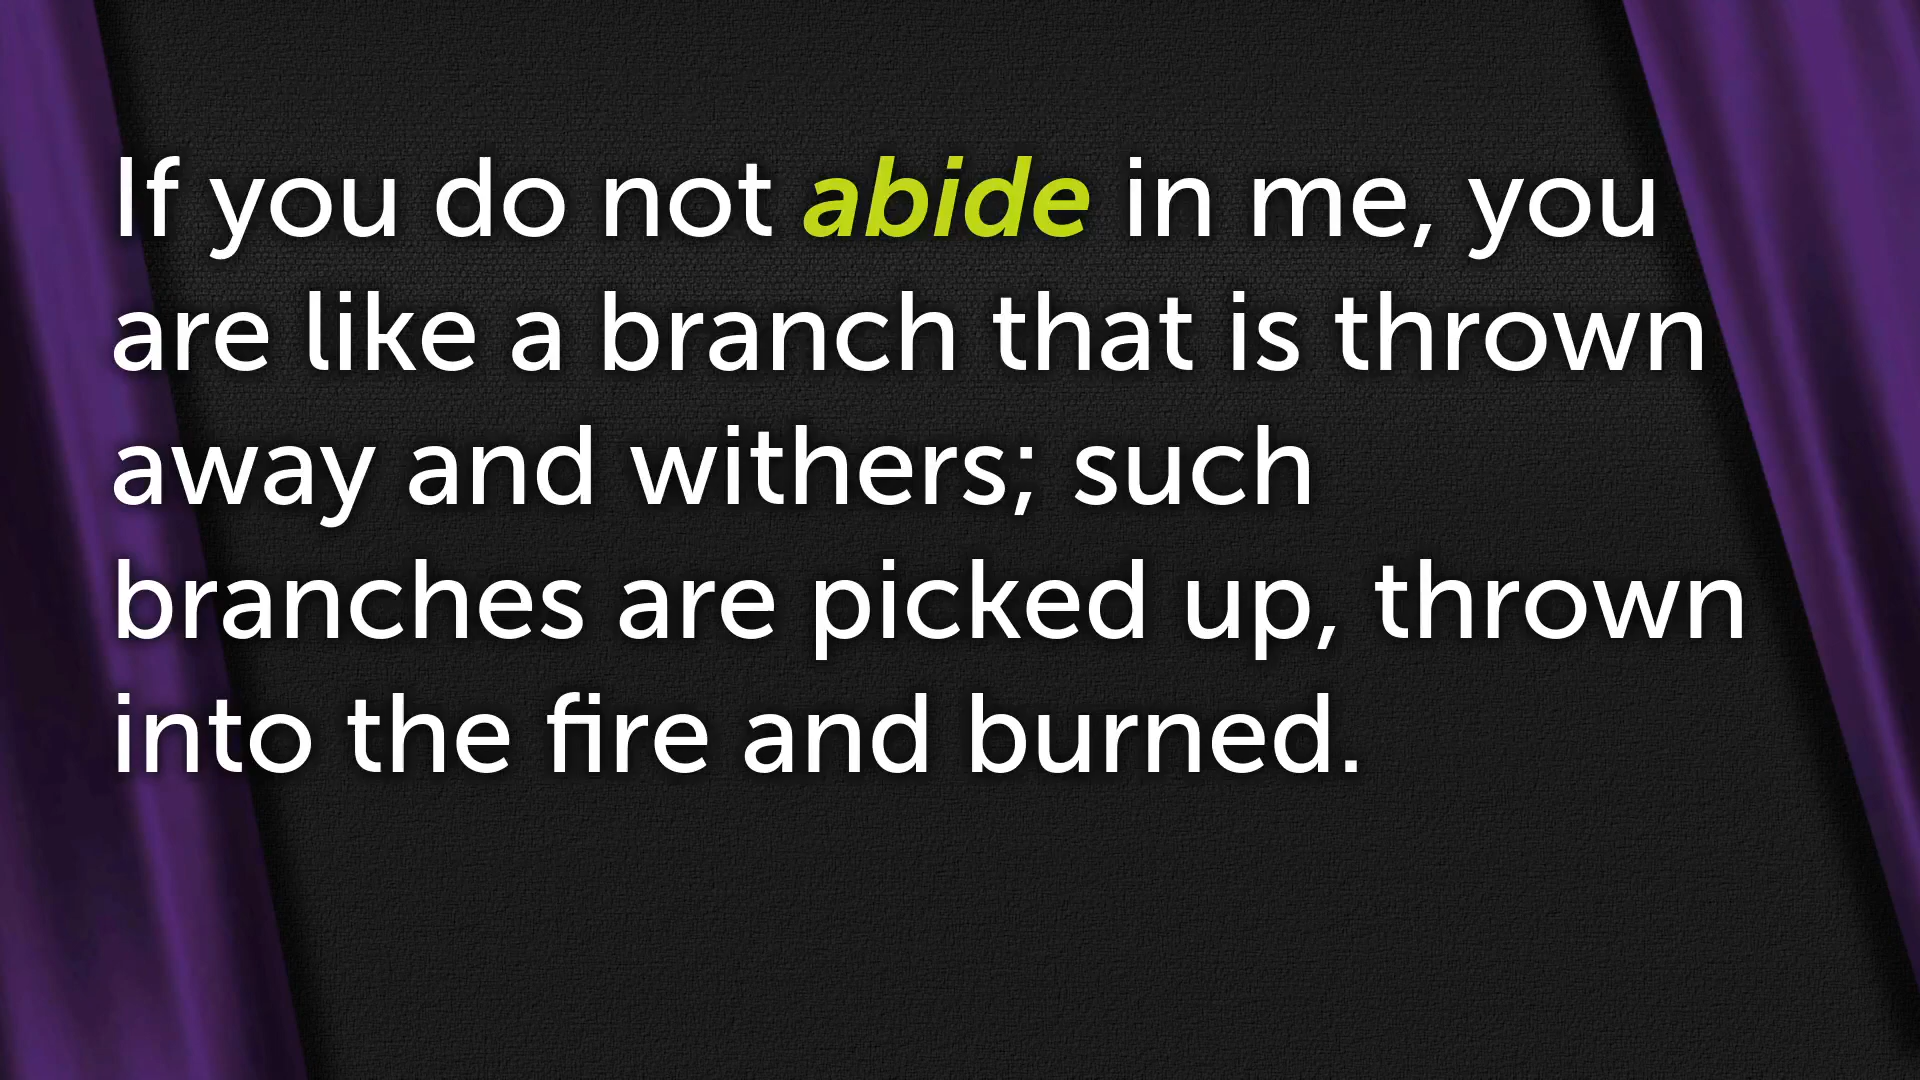 If you do not abide in me, you
are like a branch that is thrown
away and withers; such
branches are picked up, thrown
into the fire and burned.